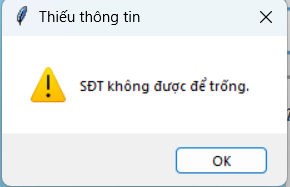 Thiếu thông tin
SĐT không được để trống.
OK